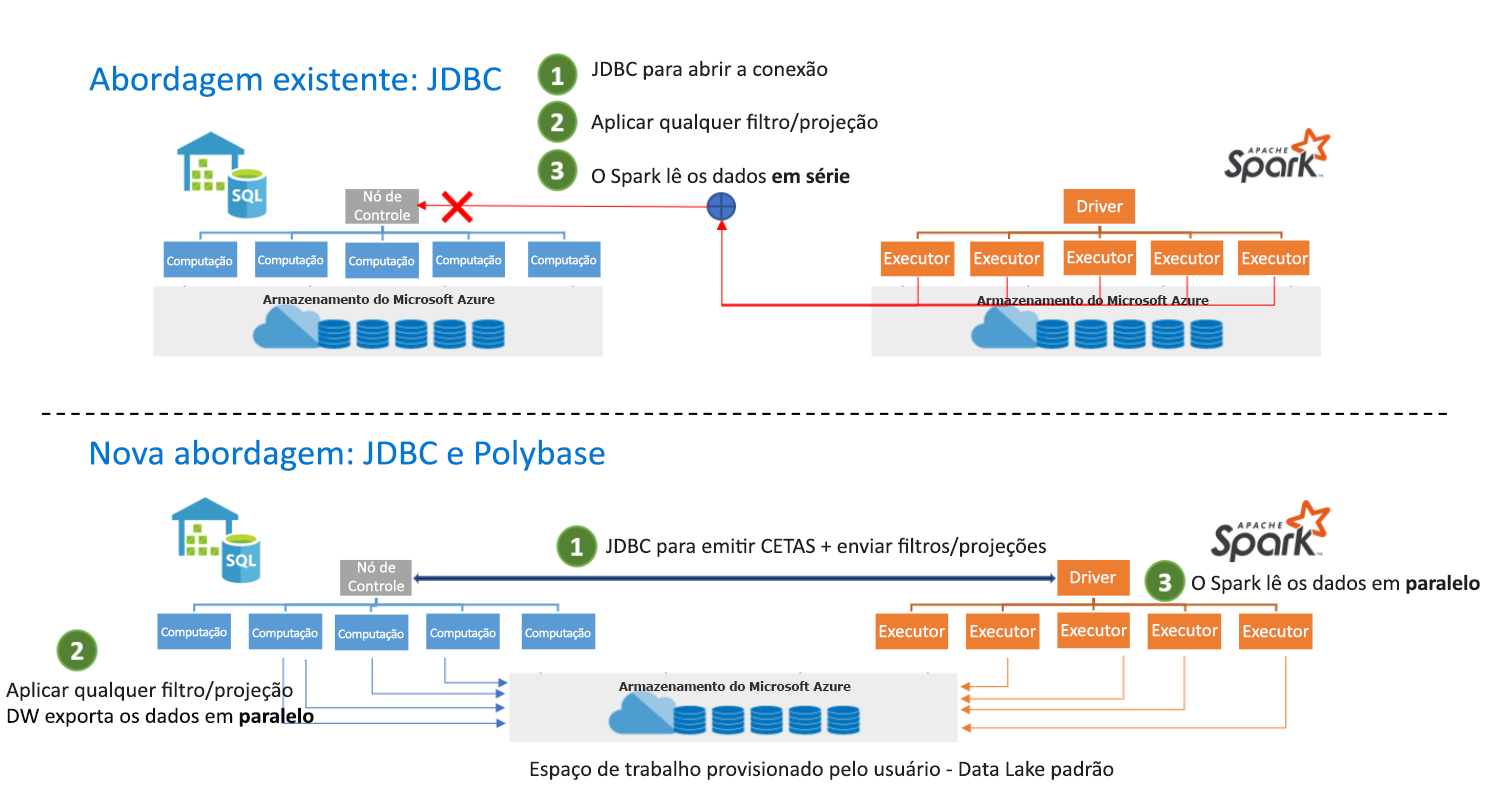 Abordagem existente: JDBC
1
JDBC para abrir a conexão
2
Aplicar qualquer filtro/projeção
3
O Spark lê os dados em série
SQL
APACHE
Spark
Nó de
Controle
Driver
Computação
Computação
Computação
Computação
Computação
Executor
Executor
Executor
Executor
Executor
Armazenamento do Microsoft Azure
Armazenamento do Microsoft Azure
Nova abordagem: JDBC e Polybase
SQL
APACHE
Spark
1
JDBC para emitir CETAS + enviar filtros/projeções
Nó de
Controle
Driver
3
O Spark lê os dados em paralelo
Computação
Computação
Computação
Computação
Computação
Executor
Executor
Executor
Executor
Executor
2
Aplicar qualquer filtro/projeção
DW exporta os dados em paralelo
Armazenamento do Microsoft Azure
Espaço de trabalho provisionado pelo usuário - Data Lake padrão